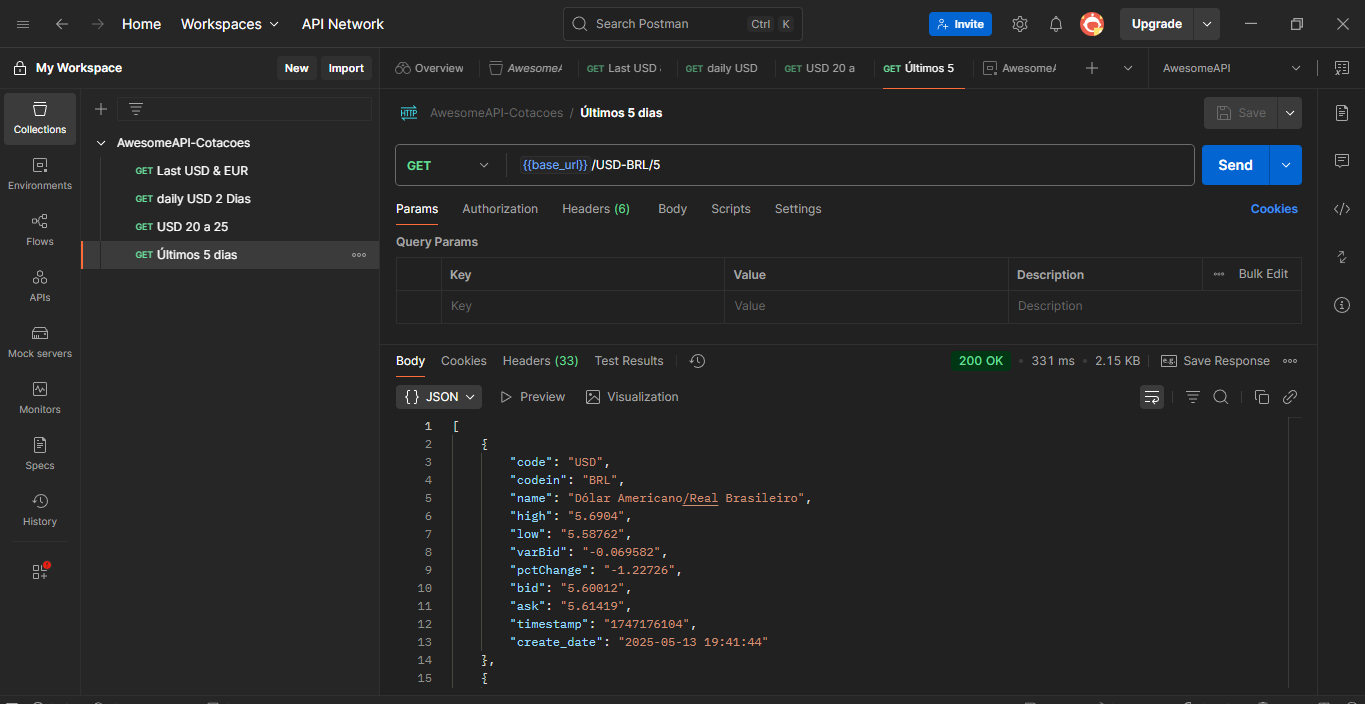 Home Workspaces API Network Search Postman Ctrl K Invite Upgrade
My Workspace New Import
Overview AwesomeA GET Last USD GET daily USD GET USD 20 a GET Últimos 5 AwesomeA AwesomeAPI
Collections
Environments
Flows
APIs
Mock servers
Monitors
Specs
History
AwesomeAPI-Cotacoes
GET Last USD & EUR
GET daily USD 2 Dias
GET USD 20 a 25
GET Últimos 5 dias
HTTP AwesomeAPI-Cotacoes / Últimos 5 dias Save
GET {{base_url}} /USD-BRL/5 Send
Params Authorization Headers (6) Body Scripts Settings Cookies
Query Params
Key Value Description Bulk Edit
Key Value Description
Body Cookies Headers (33) Test Results 200 OK • 331 ms • 2.15 KB e.g. Save Response
{} JSON Preview Visualization
1 [
2 {
3 "code": "USD",
4 "codein": "BRL",
5 "name": "Dólar Americano/Real Brasileiro",
6 "high": "5.6904",
7 "low": "5.58762",
8 "varBid": "-0.069582",
9 "pctChange": "-1.22726",
10 "bid": "5.60012",
11 "ask": "5.61419",
12 "timestamp": "1747176104",
13 "create_date": "2025-05-13 19:41:44"
14 },
15 {